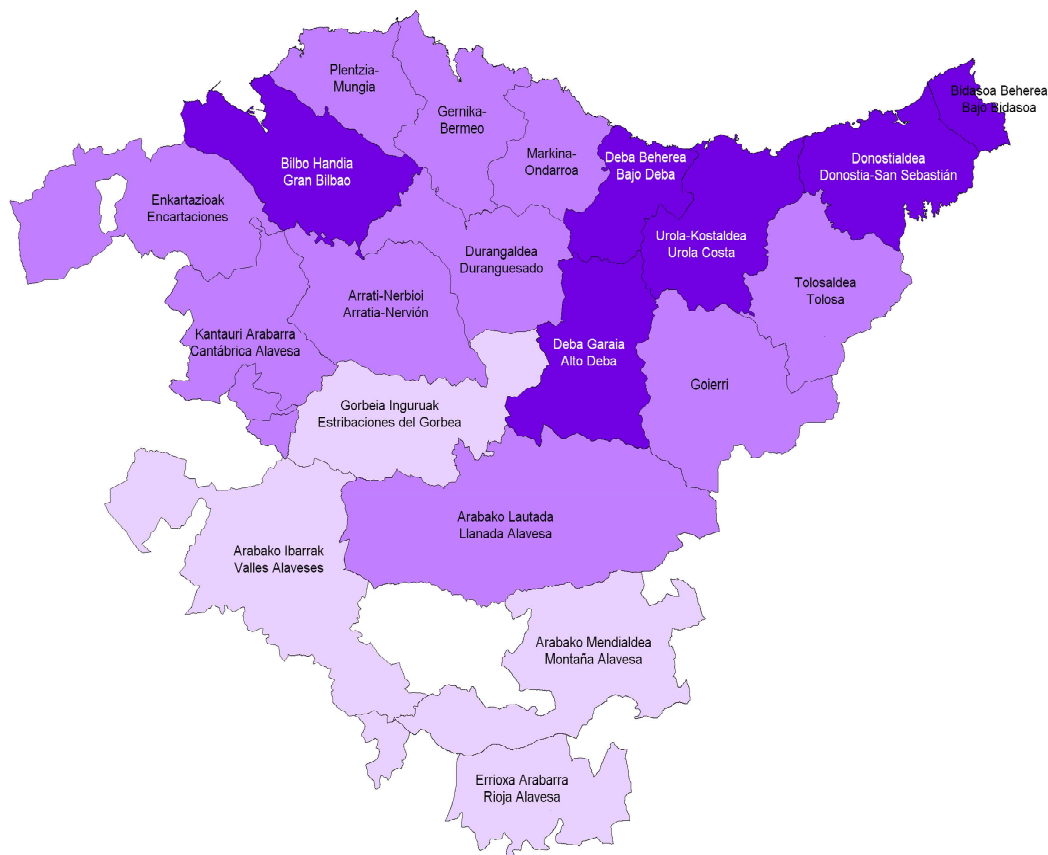 Plentzia-
Mungia
Bidasoa Beherea
Bajo Bidasoa
Gernika-
Bermeo
Markina-
Ondarroa
Deba Beherea
Bajo Deba
Donostialdea
Donostia-San Sebastián
Bilbo Handia
Gran Bilbao
Enkartazioak
Encartaciones
Urola-Kostaldea
Urola Costa
Durangaldea
Duranguesado
Tolosaldea
Tolosa
Arrati-Nerbioi
Arratia-Nervión
Kantauri Arabarra
Cantábrica Alavesa
Deba Garaia
Alto Deba
Goierri
Gorbeia Inguruak
Estribaciones del Gorbea
Arabako Lautada
Llanada Alavesa
Arabako Ibarrak
Valles Alaveses
Arabako Mendialdea
Montaña Alavesa
Errioxa Arabarra
Rioja Alavesa